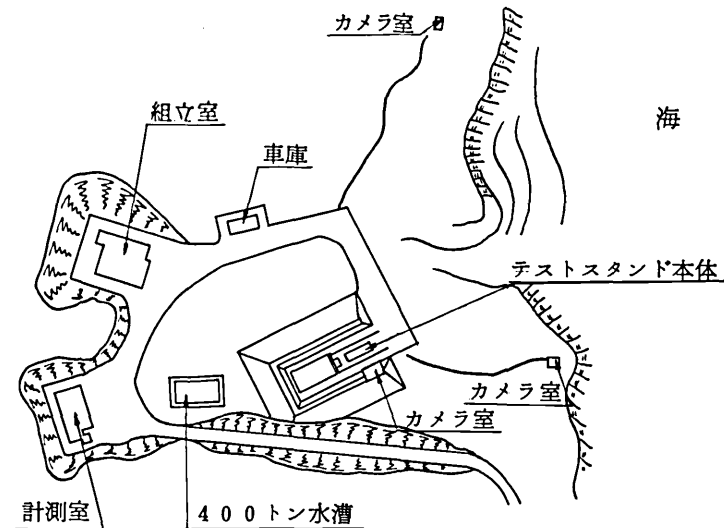 カメラ室
組立室
海
車庫
テストスタンド本体
カメラ室
カメラ室
計測室
400トン水漕